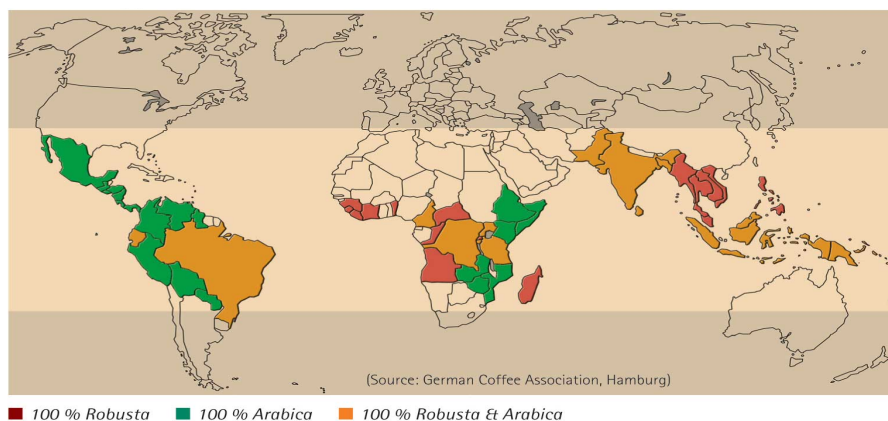 (Source: German Coffee Association, Hamburg)
100 % Robusta 100 % Arabica 100 % Robusta & Arabica